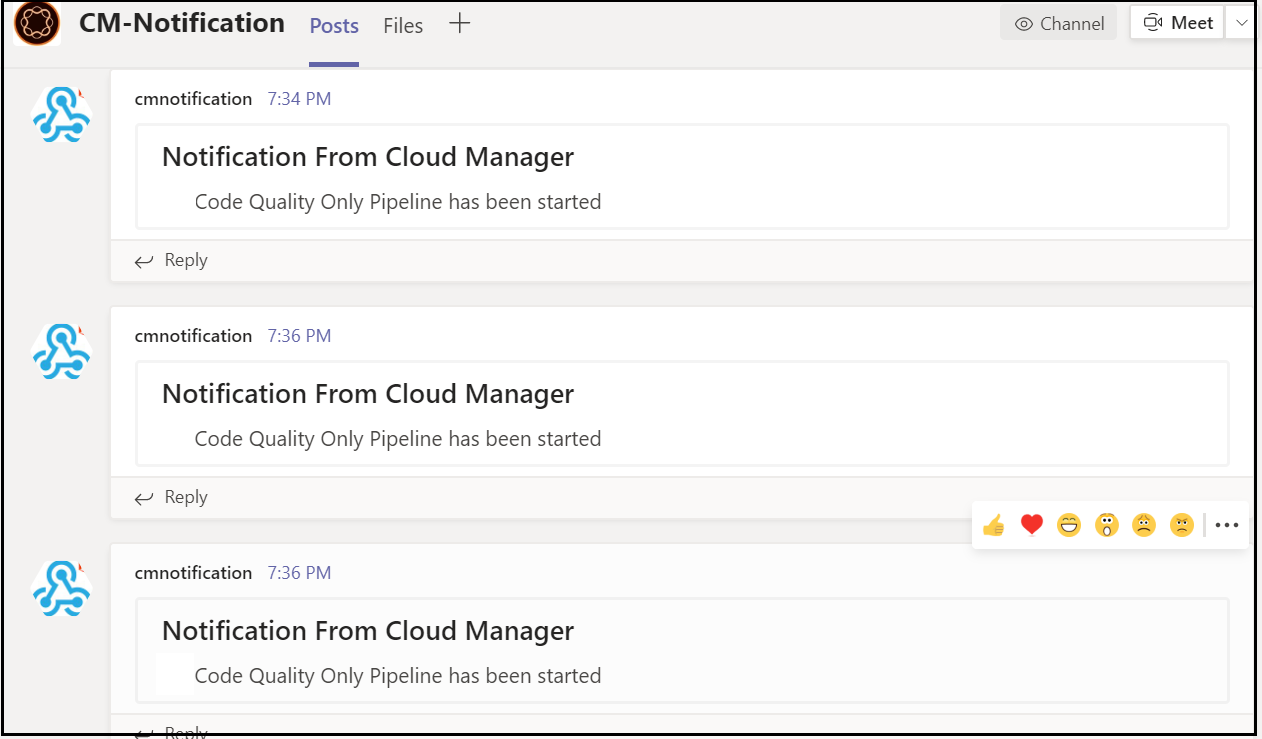 CM-Notification Posts Files Channel Meet
cmnotification 7:34 PM
Notification From Cloud Manager
Code Quality Only Pipeline has been started
Reply
cmnotification 7:36 PM
Notification From Cloud Manager
Code Quality Only Pipeline has been started
Reply
cmnotification 7:36 PM
Notification From Cloud Manager
Code Quality Only Pipeline has been started
Reply